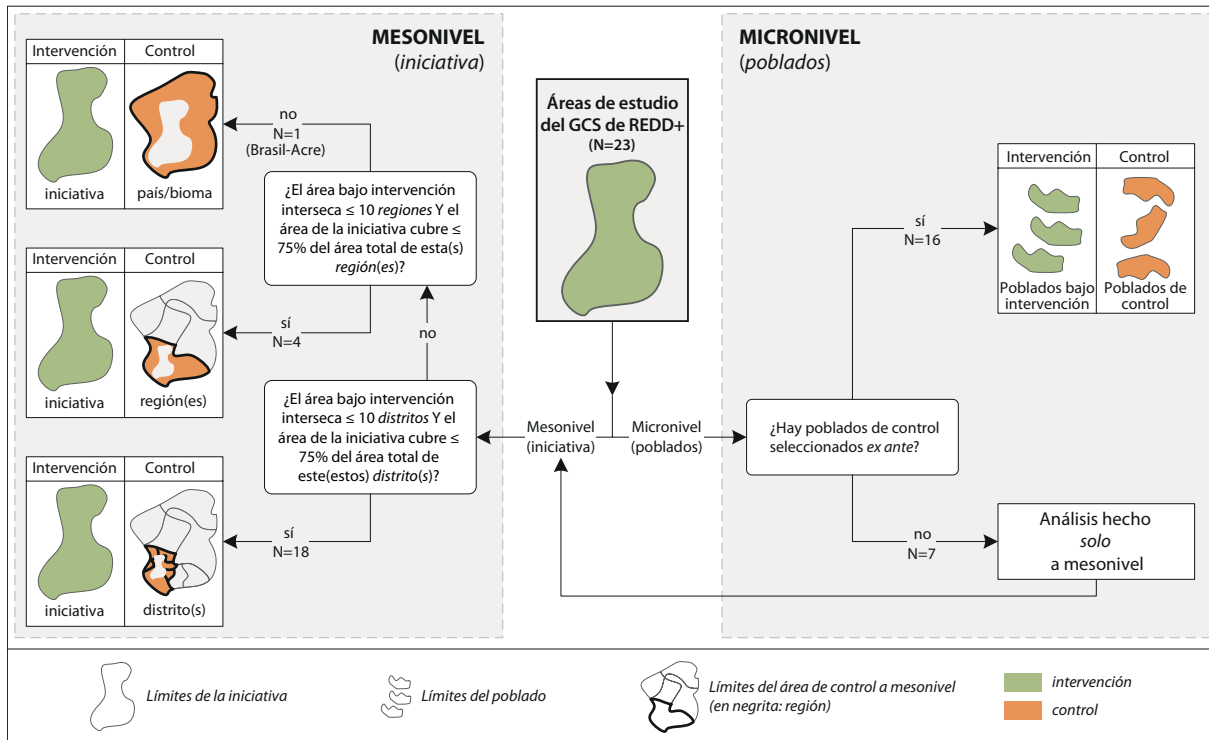 MESONIVEL
(iniciativa)
Intervención
Control
iniciativa
país/bioma
no
N=1
(Brasil-Acre)
¿El área bajo intervención
interseca ≤ 10 regiones Y el
área de la iniciativa cubre ≤
75% del área total de esta(s)
región(es)?
Intervención
Control
iniciativa
región(es)
sí
N=4
no
¿El área bajo intervención
interseca ≤ 10 distritos Y el
área de la iniciativa cubre ≤
75% del área total de
este(estos) distrito(s)?
Intervención
Control
iniciativa
distrito(s)
sí
N=18
Áreas de estudio
del GCS de REDD+
(N=23)
Mesonivel
(iniciativa)
Micronivel
(poblados)
MICRONIVEL
(poblados)
¿Hay poblados de control
seleccionados ex ante?
sí
N=16
Intervención
Control
Poblados bajo
intervención
Poblados de
control
no
N=7
Análisis hecho
solo
a mesonivel
Límites de la iniciativa
Límites del poblado
Límites del área de control a mesonivel
(en negrita: región)
intervención
control